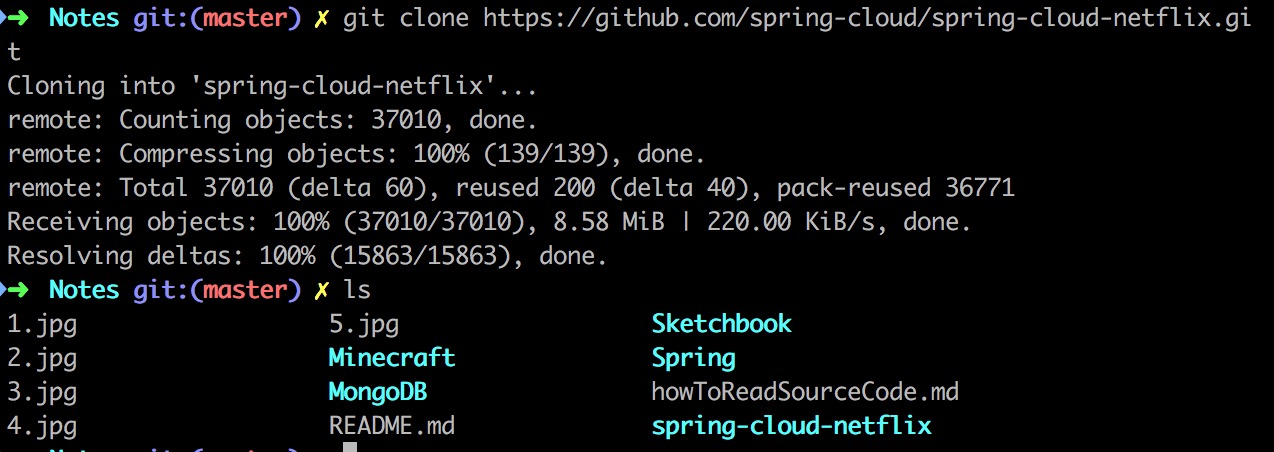 ➜ Notes git:(master) ✗ git clone https://github.com/spring-cloud/spring-cloud-netflix.gi
t
Cloning into 'spring-cloud-netflix'...
remote: Counting objects: 37010, done.
remote: Compressing objects: 100% (139/139), done.
remote: Total 37010 (delta 60), reused 200 (delta 40), pack-reused 36771
Receiving objects: 100% (37010/37010), 8.58 MiB | 220.00 KiB/s, done.
Resolving deltas: 100% (15863/15863), done.
➜ Notes git:(master) ✗ ls
1.jpg 5.jpg Sketchbook
2.jpg Minecraft Spring
3.jpg MongoDB howToReadSourceCode.md
4.jpg README.md spring-cloud-netflix
Notes git:(master)